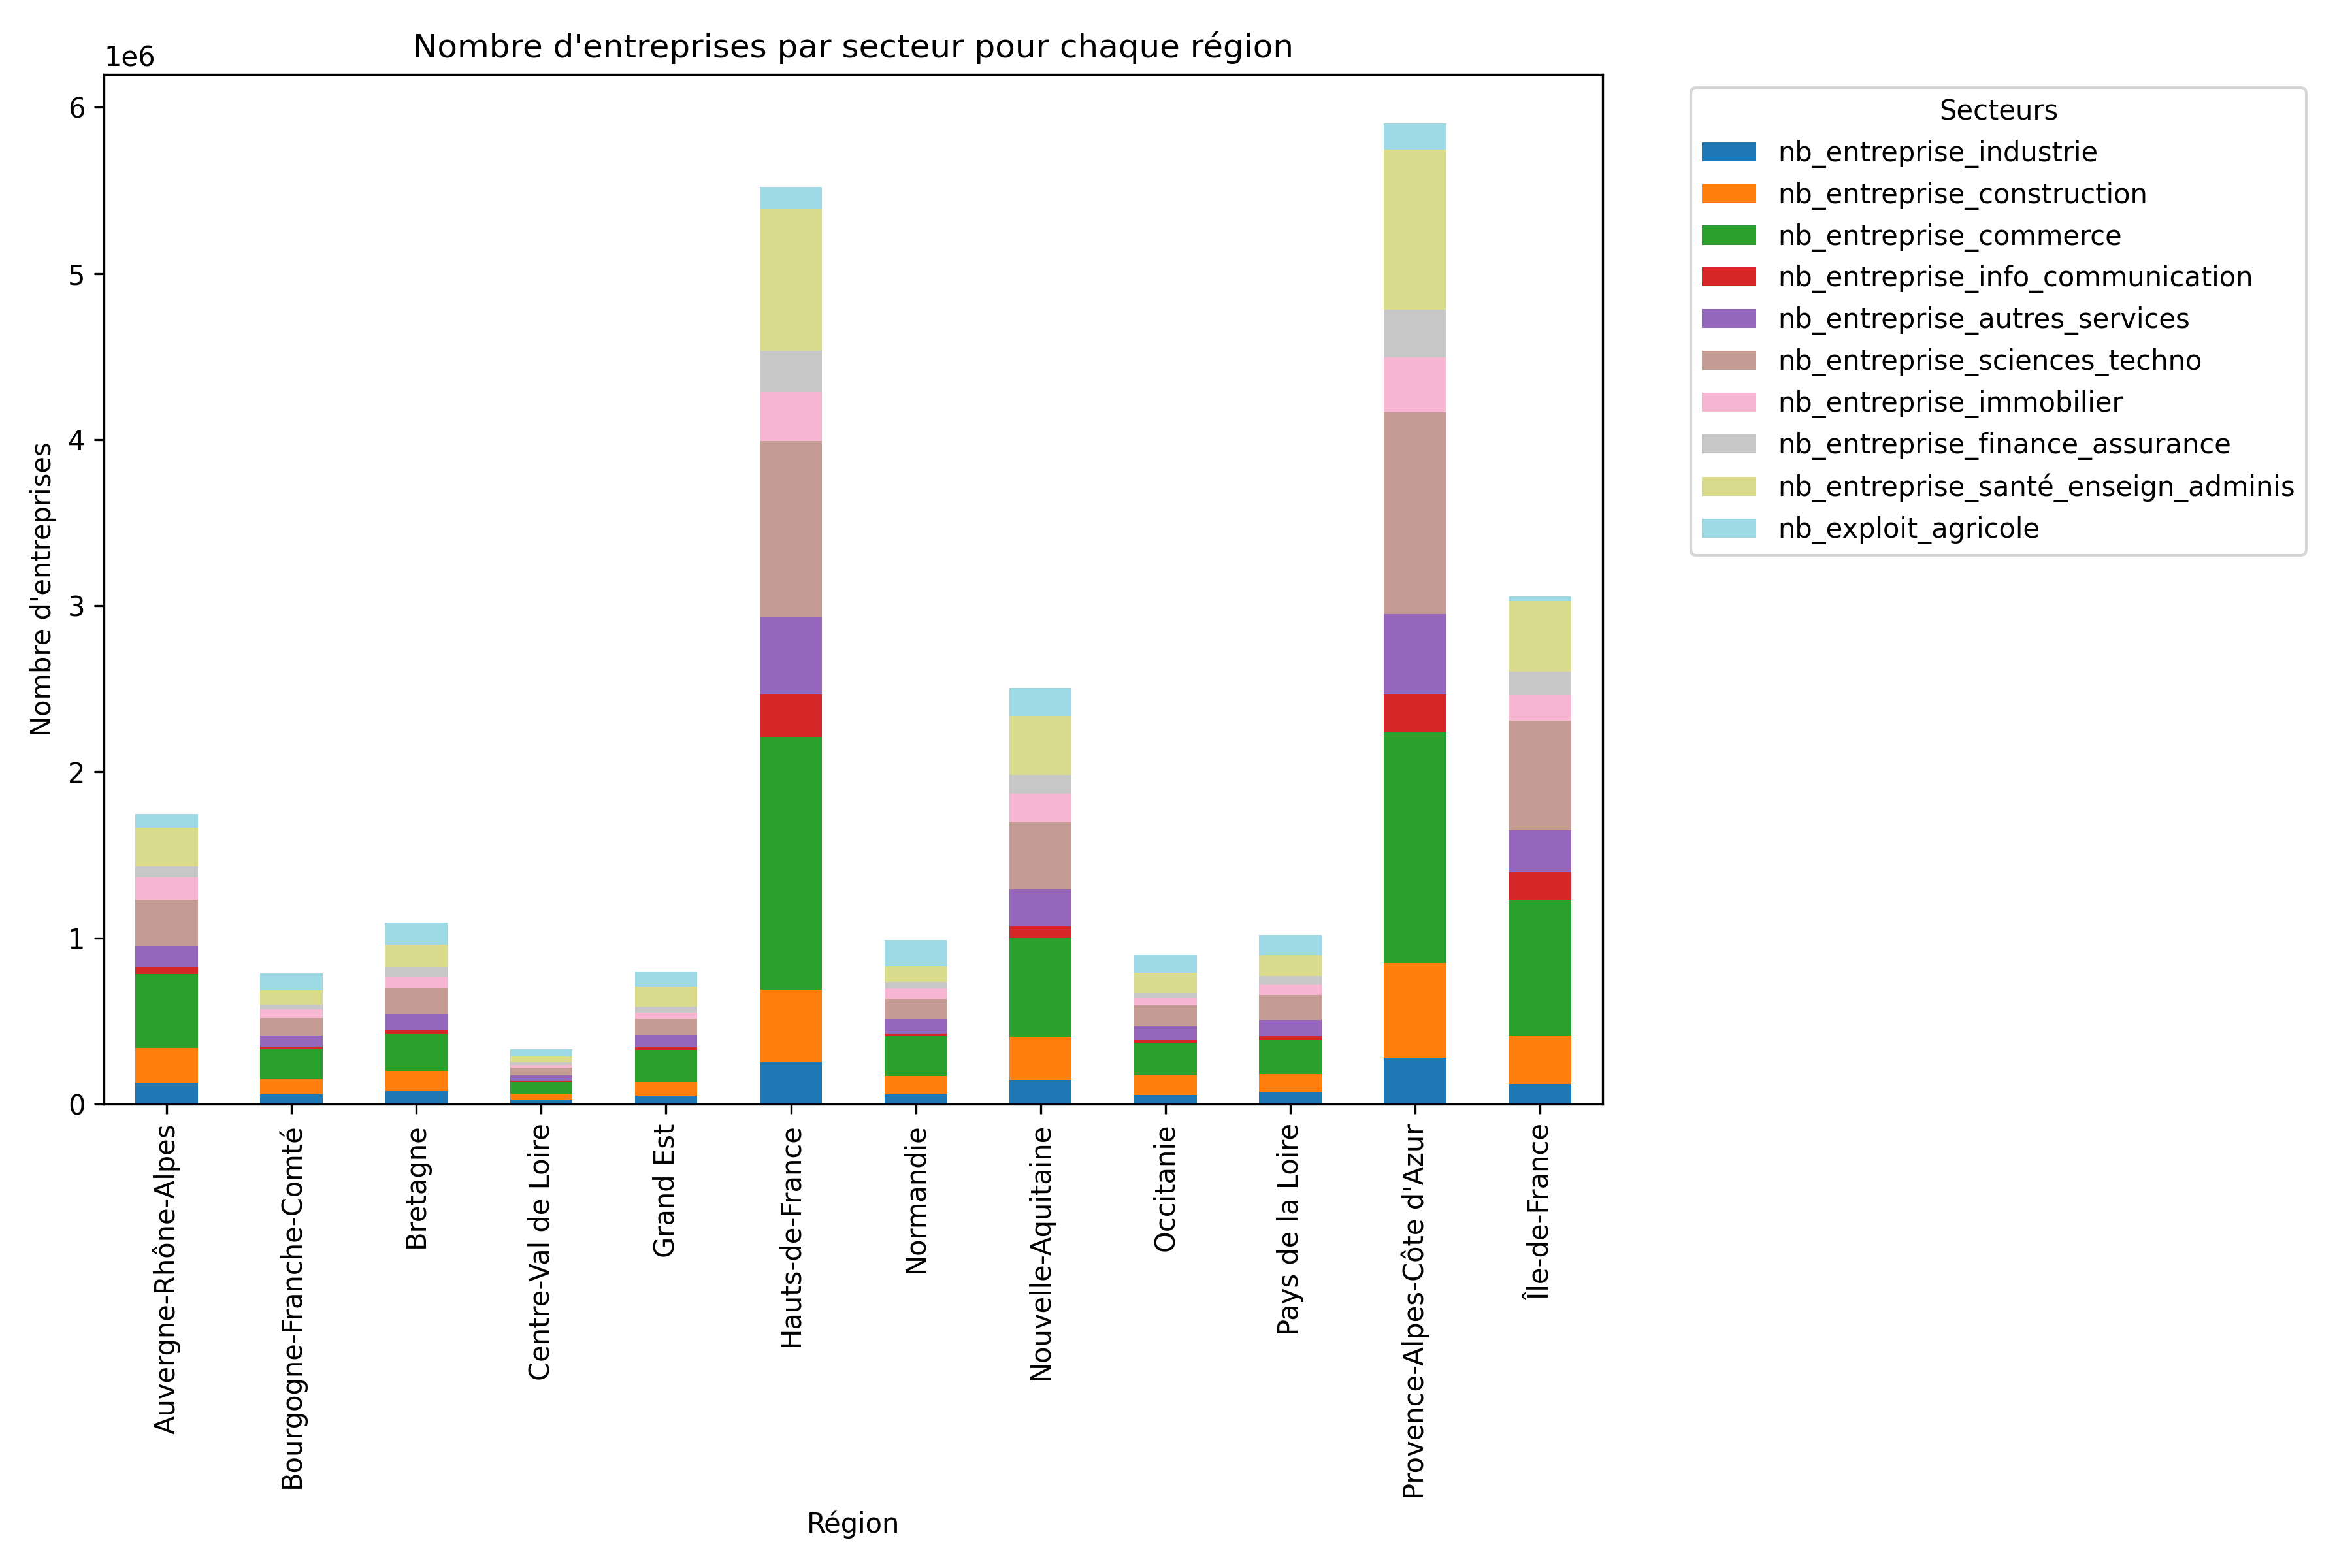 Nombre d'entreprises par secteur pour chaque région
1e6
6
5
4
3
2
1
0
Nombre d'entreprises
Auvergne-Rhône-Alpes
Bourgogne-Franche-Comté
Bretagne
Centre-Val de Loire
Grand Est
Hauts-de-France
Normandie
Nouvelle-Aquitaine
Occitanie
Pays de la Loire
Provence-Alpes-Côte d'Azur
Île-de-France
Région
Secteurs
nb_entreprise_industrie
nb_entreprise_construction
nb_entreprise_commerce
nb_entreprise_info_communication
nb_entreprise_autres_services
nb_entreprise_sciences_techno
nb_entreprise_immobilier
nb_entreprise_finance_assurance
nb_entreprise_santé_enseign_adminis
nb_exploit_agricole